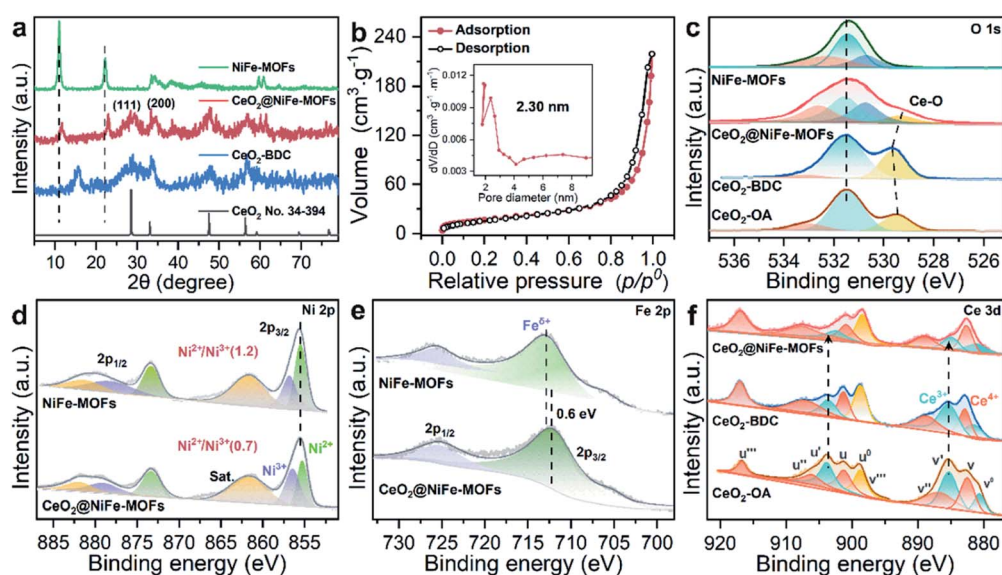 a
Intensity (a.u.)
NiFe-MOFs
(111) (200)
CeO₂@NiFe-MOFs
CeO₂-BDC
CeO₂ No. 34-394
10 20 30 40 50 60 70
2θ (degree)
b
Volume (cm³·g⁻¹)
Adsorption
Desorption
240
180
120
60
0
0.0 0.2 0.4 0.6 0.8 1.0
Relative pressure (p/p⁰)
dV/dD (cm³ ·g⁻¹ ·m⁻¹)
0.012
0.009
0.006
0.003
2.30 nm
2 4 6 8
Pore diameter (nm)
c
Intensity (a.u.)
O 1s
NiFe-MOFs
Ce-O
CeO₂@NiFe-MOFs
CeO₂-BDC
CeO₂-OA
536 534 532 530 528 526
Binding energy (eV)
d
Intensity (a.u.)
Ni 2p
2p₃/₂
2p₁/₂
Ni²⁺/Ni³⁺(1.2)
NiFe-MOFs
Ni²⁺/Ni³⁺(0.7)
Sat.
Ni³⁺
Ni²⁺
CeO₂@NiFe-MOFs
885 880 875 870 865 860 855
Binding energy (eV)
e
Intensity (a.u.)
Fe 2p
Feᵟ⁺
NiFe-MOFs
0.6 eV
2p₁/₂
2p₃/₂
CeO₂@NiFe-MOFs
730 725 720 715 710 705 700
Binding energy (eV)
f
Intensity (a.u.)
Ce 3d
CeO₂@NiFe-MOFs
Ce³⁺
Ce⁴⁺
CeO₂-BDC
u''' u'' u' u u⁰ v''' v'' v' v v⁰
CeO₂-OA
920 910 900 890 880
Binding energy (eV)